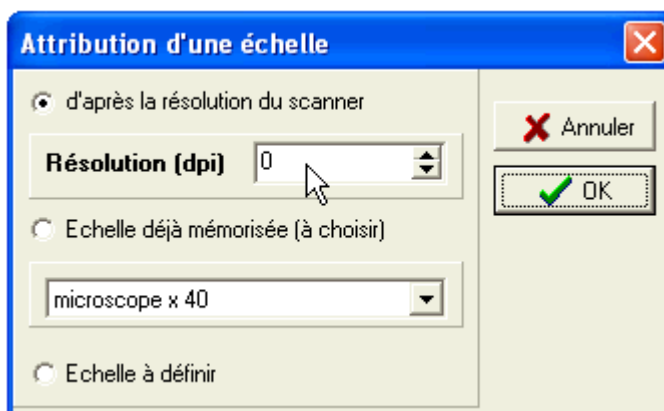 Attribution d'une échelle
d'après la résolution du scanner
Résolution (dpi) 0
Annuler
OK
Echelle déjà mémorisée (à choisir)
microscope x 40
Echelle à définir